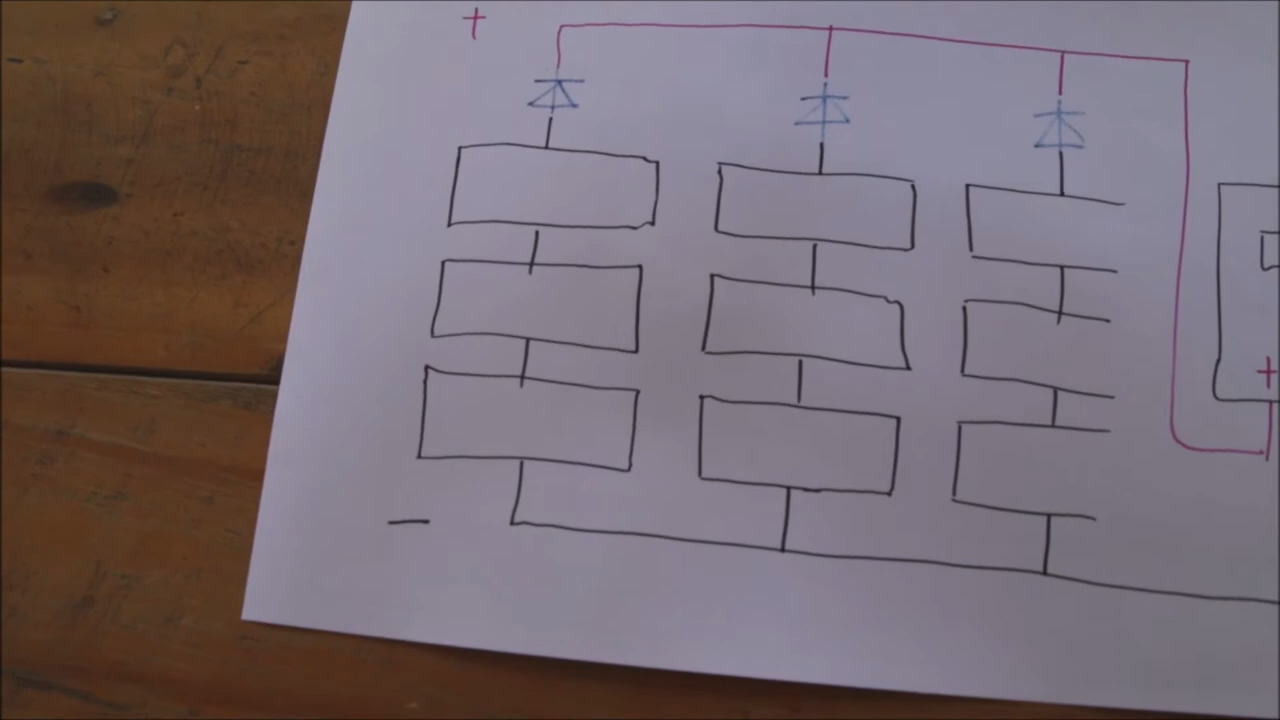 +
+
—